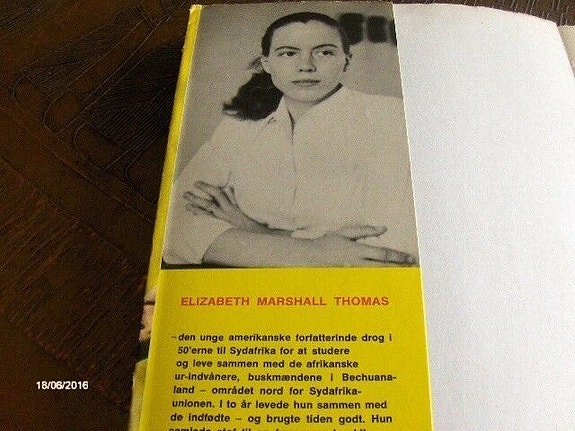 ELIZABETH MARSHALL THOMAS
–den unge amerikanske forfatterinde drog i
50'erne til Sydafrika for at studere
og leve sammen med de afrikanske
ur-indvånere, buskmændene i Bechuana-
land – området nord for Sydafrika-
unionen. I to år levede hun sammen med
de indfødte – og brugte tiden godt. Hun
18/06/2016